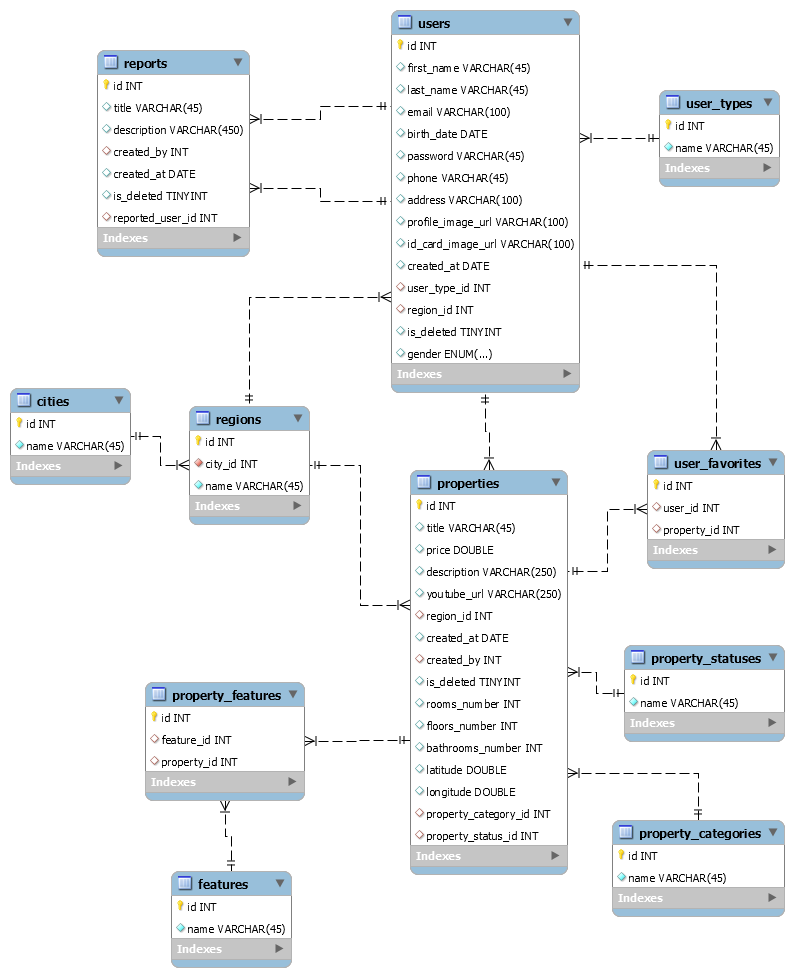 users
id INT
first_name VARCHAR(45)
last_name VARCHAR(45)
email VARCHAR(100)
birth_date DATE
password VARCHAR(45)
phone VARCHAR(45)
address VARCHAR(100)
profile_image_url VARCHAR(100)
id_card_image_url VARCHAR(100)
created_at DATE
user_type_id INT
region_id INT
is_deleted TINYINT
gender ENUM(...)
Indexes
reports
id INT
title VARCHAR(45)
description VARCHAR(450)
created_by INT
created_at DATE
is_deleted TINYINT
reported_user_id INT
Indexes
user_types
id INT
name VARCHAR(45)
Indexes
cities
id INT
name VARCHAR(45)
Indexes
regions
id INT
city_id INT
name VARCHAR(45)
Indexes
properties
id INT
title VARCHAR(45)
price DOUBLE
description VARCHAR(250)
youtube_url VARCHAR(250)
region_id INT
created_at DATE
created_by INT
is_deleted TINYINT
rooms_number INT
floors_number INT
bathrooms_number INT
latitude DOUBLE
longitude DOUBLE
property_category_id INT
property_status_id INT
Indexes
user_favorites
id INT
user_id INT
property_id INT
Indexes
property_statuses
id INT
name VARCHAR(45)
Indexes
property_features
id INT
feature_id INT
property_id INT
Indexes
property_categories
id INT
name VARCHAR(45)
Indexes
features
id INT
name VARCHAR(45)
Indexes